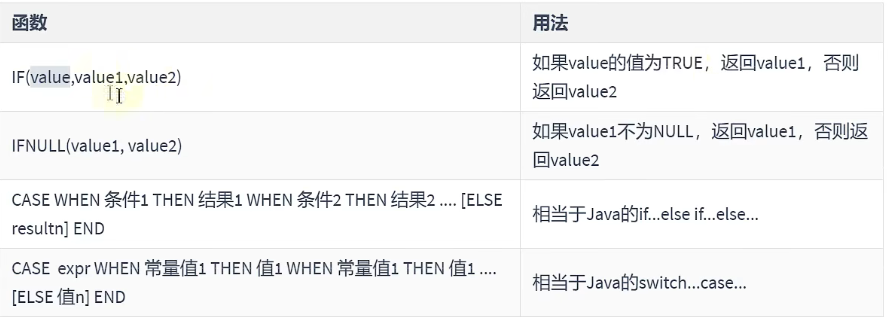 函数
用法
IF(value,value1,value2)
如果value的值为TRUE，返回value1，否则
返回value2
IFNULL(value1, value2)
如果value1不为NULL，返回value1，否则返
回value2
CASE WHEN 条件1 THEN 结果1 WHEN 条件2 THEN 结果2 .... [ELSE
resultn] END
相当于Java的if...else if...else...
CASE  expr WHEN 常量值1 THEN 值1 WHEN 常量值1 THEN 值1 ....
[ELSE 值n] END
相当于Java的switch...case...